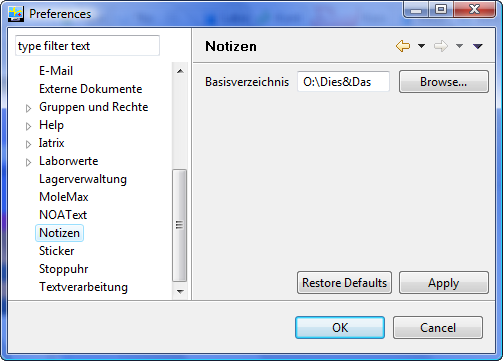 Preferences
type filter text
E-Mail
Externe Dokumente
Gruppen und Rechte
Help
Iatrix
Laborwerte
Lagerverwaltung
MoleMax
NOAText
Notizen
Sticker
Stoppuhr
Textverarbeitung
Notizen
Basisverzeichnis O:\Dies&Das Browse...
Restore Defaults Apply
OK Cancel